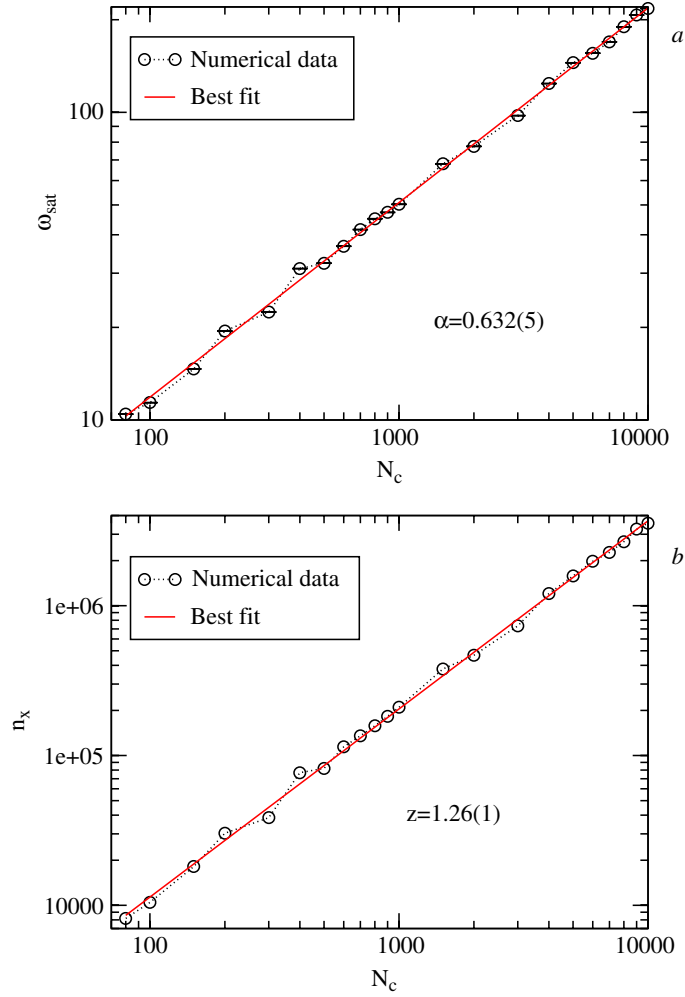 a
Numerical data
Best fit
100
ω_sat
α=0.632(5)
10
100
1000
10000
N_c
b
Numerical data
Best fit
1e+06
n_x
1e+05
z=1.26(1)
10000
100
1000
10000
N_c